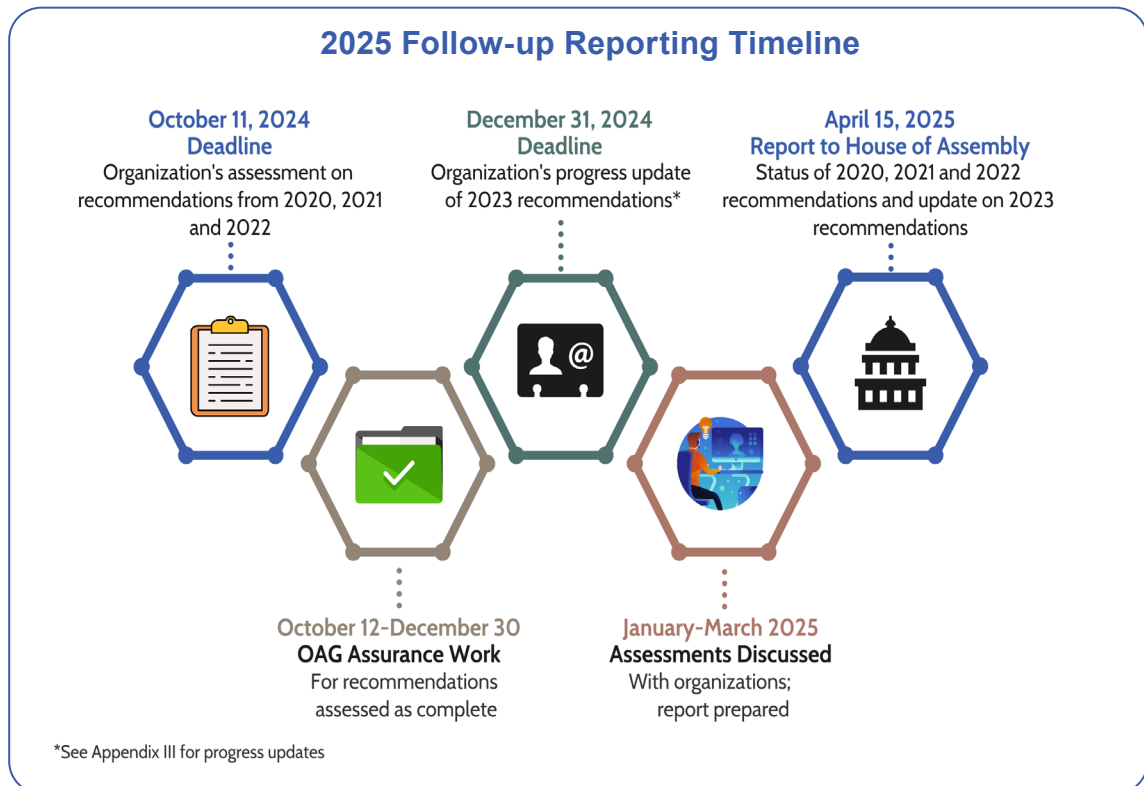 2025 Follow-up Reporting Timeline
October 11, 2024
Deadline
Organization's assessment on
recommendations from 2020, 2021
and 2022
December 31, 2024
Deadline
Organization's progress update
of 2023 recommendations*
April 15, 2025
Report to House of Assembly
Status of 2020, 2021 and 2022
recommendations and update on 2023
recommendations
@
October 12-December 30
OAG Assurance Work
For recommendations
assessed as complete
January-March 2025
Assessments Discussed
With organizations;
report prepared
*See Appendix III for progress updates